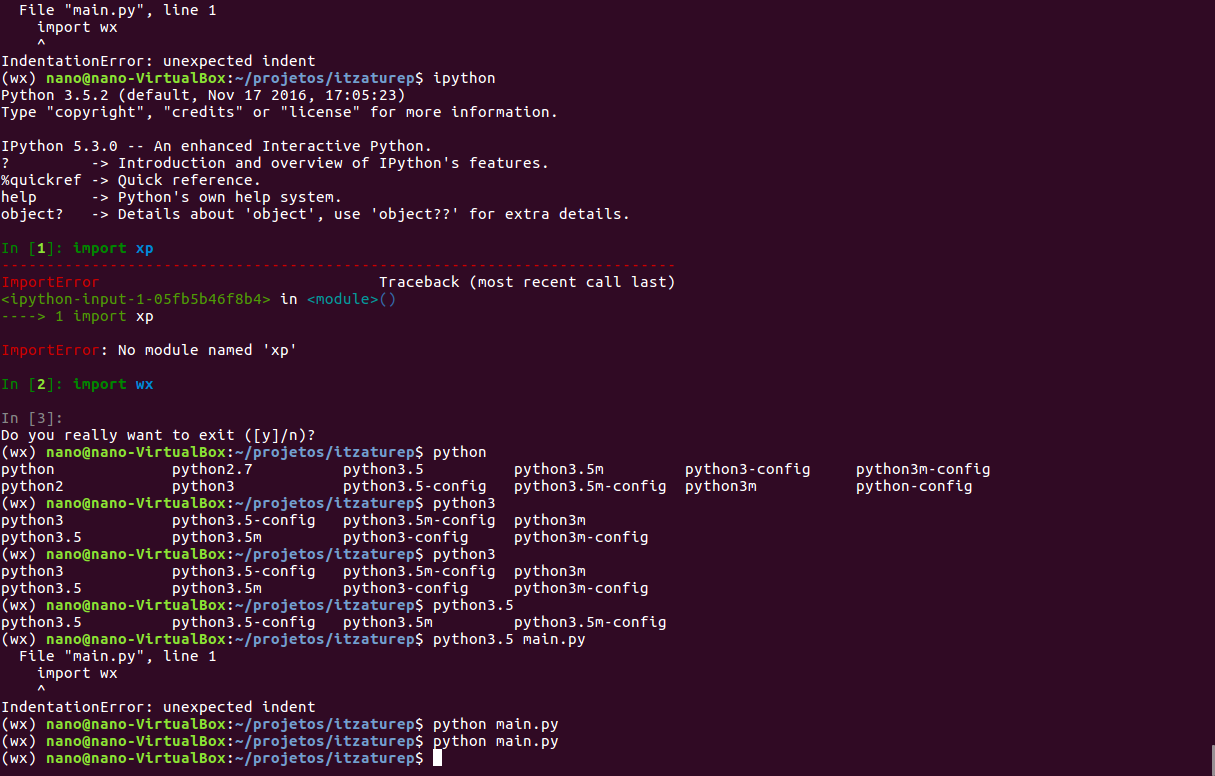 File "main.py", line 1
    import wx
    ^
IndentationError: unexpected indent
(wx) nano@nano-VirtualBox:~/projetos/itzaturep$ ipython
Python 3.5.2 (default, Nov 17 2016, 17:05:23)
Type "copyright", "credits" or "license" for more information.

IPython 5.3.0 -- An enhanced Interactive Python.
?         -> Introduction and overview of IPython's features.
%quickref -> Quick reference.
help      -> Python's own help system.
object?   -> Details about 'object', use 'object??' for extra details.

In [1]: import xp
---------------------------------------------------------------------------
ImportError                               Traceback (most recent call last)
<ipython-input-1-05fb5b46f8b4> in <module>()
----> 1 import xp

ImportError: No module named 'xp'

In [2]: import wx

In [3]:
Do you really want to exit ([y]/n)?
(wx) nano@nano-VirtualBox:~/projetos/itzaturep$ python
python             python2.7          python3.5          python3.5m         python3-config     python3m-config
python2            python3            python3.5-config   python3.5m-config  python3m           python-config
(wx) nano@nano-VirtualBox:~/projetos/itzaturep$ python3
python3            python3.5-config   python3.5m-config  python3m
python3.5          python3.5m         python3-config     python3m-config
(wx) nano@nano-VirtualBox:~/projetos/itzaturep$ python3
python3            python3.5-config   python3.5m-config  python3m
python3.5          python3.5m         python3-config     python3m-config
(wx) nano@nano-VirtualBox:~/projetos/itzaturep$ python3.5
python3.5          python3.5-config   python3.5m         python3.5m-config
(wx) nano@nano-VirtualBox:~/projetos/itzaturep$ python3.5 main.py
  File "main.py", line 1
    import wx
    ^
IndentationError: unexpected indent
(wx) nano@nano-VirtualBox:~/projetos/itzaturep$ python main.py
(wx) nano@nano-VirtualBox:~/projetos/itzaturep$ python main.py
(wx) nano@nano-VirtualBox:~/projetos/itzaturep$